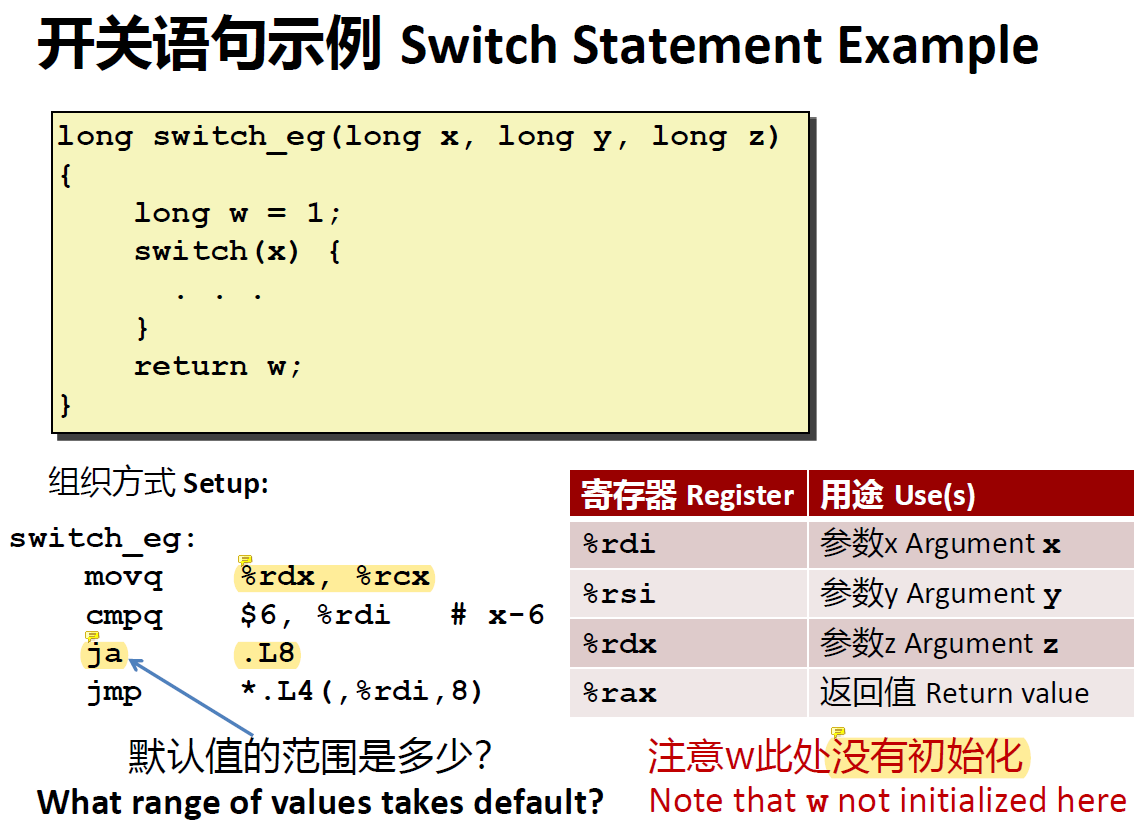 开关语句示例 Switch Statement Example
long switch_eg(long x, long y, long z)
{
    long w = 1;
    switch(x) {
      . . .
    }
    return w;
}
组织方式 Setup:
switch_eg:
    movq    %rdx, %rcx
    cmpq    $6, %rdi   # x-6
    ja      .L8
    jmp     *.L4(,%rdi,8)
默认值的范围是多少?
What range of values takes default?
寄存器 Register 用途 Use(s)
%rdi 参数x Argument x
%rsi 参数y Argument y
%rdx 参数z Argument z
%rax 返回值 Return value
注意w此处没有初始化
Note that w not initialized here